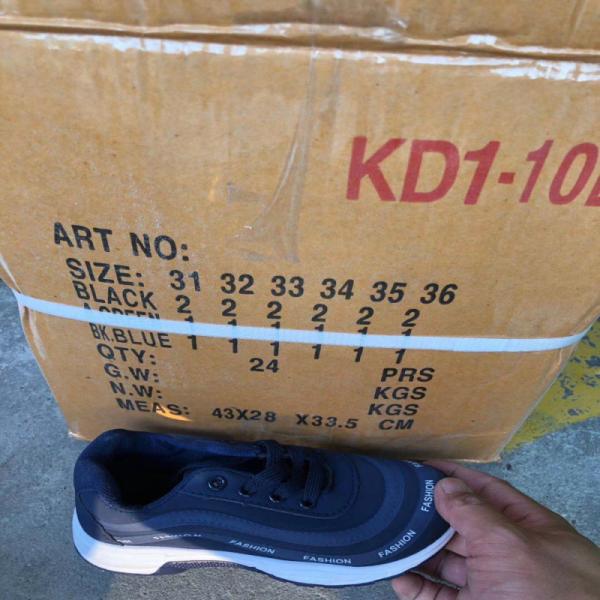 KD1-10
ART NO:
SIZE: 31 32 33 34 35 36
BLACK 2 2 2 2 2 2
1 1 1 1 1 1
BK.BLUE 1 1 1 1 1 1
QTY: 24 PRS
G.W: KGS
N.W: KGS
MEAS: 43X28 X33.5 CM
FASHION
FASHION
FASHION
FASHION